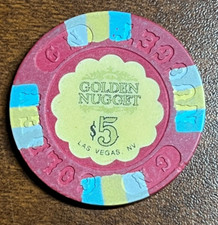 GOLDEN
NUGGET
$5
LAS VEGAS, NV